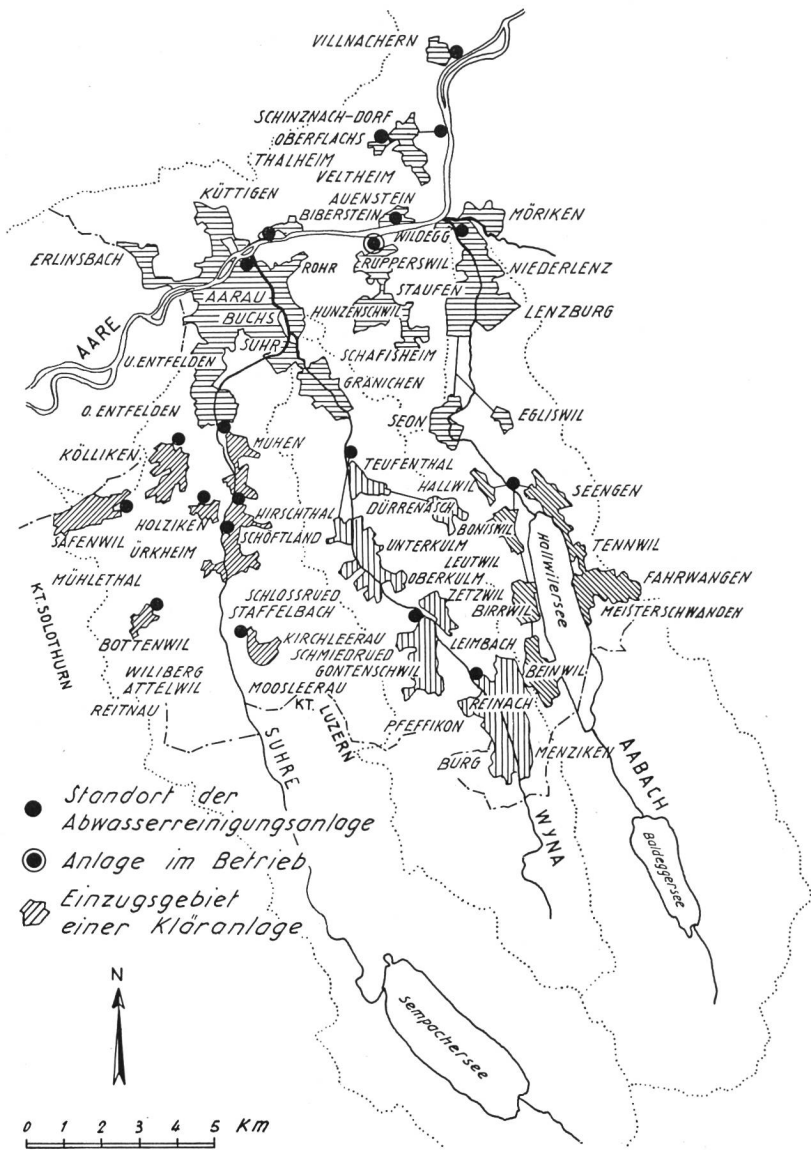 VILLNACHERN
SCHINZNACH-DORF
OBERFLACHS
THALHEIM
VELTHEIM
KÜTTIGEN
AUENSTEIN
BIBERSTEIN
MÖRIKEN
WILDEGG
ERLINSBACH
ROHR
RUPPERSWIL
NIEDERLENZ
STAUFEN
AARAU
BUCHS
HUNZENSCHWIL
LENZBURG
AARE
SUHR
SCHAFISHEIM
U.ENTFELDEN
GRÄNICHEN
O.ENTFELDEN
SEON
EGLISWIL
MUHEN
KÖLLIKEN
TEUFENTHAL
HALLWIL
SEENGEN
DÜRRENÄSCH
HOLZIKEN
HIRSCHTHAL
BONISWIL
SAFENWIL
ÜRKHEIM
SCHÖFTLAND
UNTERKULM
LEUTWIL
TENNWIL
Hallwilersee
MÜHLETHAL
OBERKULM
FAHRWANGEN
SCHLOSSRUED
ZETZWIL
STAFFELBACH
BIRRWIL
MEISTERSCHWANDEN
KT. SOLOTHURN
BOTTENWIL
KIRCHLEERAU
LEIMBACH
SCHMIEDRUED
GONTENSCHWIL
BEINWIL
WILIBERG
ATTELWIL
MOOSLEERAU
REINACH
REITNAU
KT. LUZERN
PFEFFIKON
SUHRE
BURG
MENZIKEN
AABACH
WYNA
Baldeggersee
Standort der
Abwasserreinigungsanlage
Anlage im Betrieb
Einzugsgebiet
einer Kläranlage
N
Sempachersee
0 1 2 3 4 5 Km